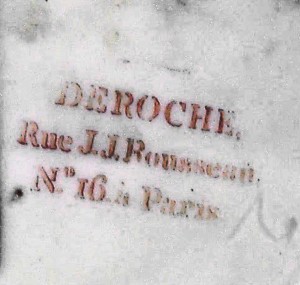 DEROCHE,
Rue J.J. Rousseau.
N.º 16. à Paris